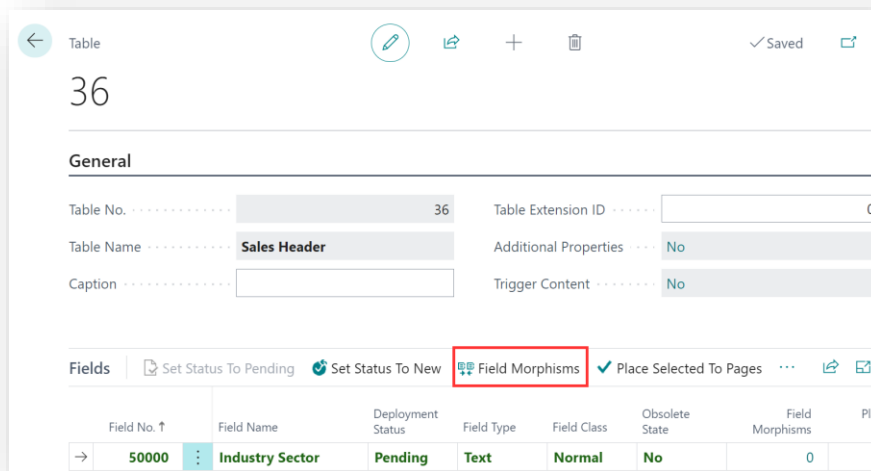 Table
Saved
36
General
Table No.
36
Table Extension ID
0
Table Name
Sales Header
Additional Properties
No
Caption
Trigger Content
No
Fields
Set Status To Pending
Set Status To New
Field Morphisms
Place Selected To Pages
...
Field No. ↑
Field Name
Deployment
Status
Field Type
Field Class
Obsolete
State
Field
Morphisms
50000
Industry Sector
Pending
Text
Normal
No
0